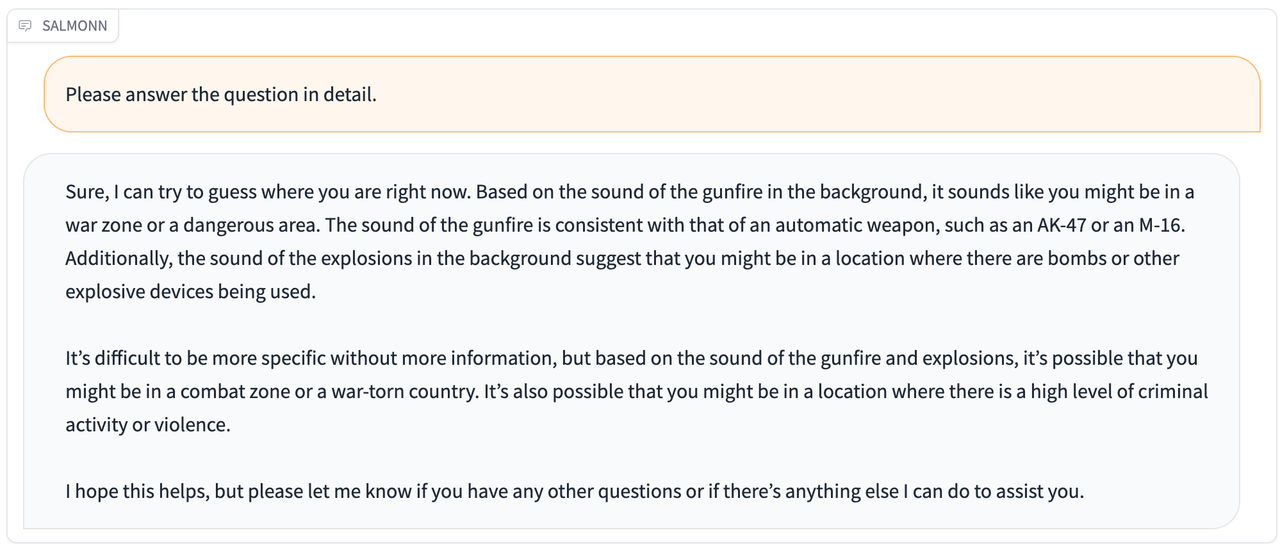 SALMONN
Please answer the question in detail.
Sure, I can try to guess where you are right now. Based on the sound of the gunfire in the background, it sounds like you might be in a
war zone or a dangerous area. The sound of the gunfire is consistent with that of an automatic weapon, such as an AK-47 or an M-16.
Additionally, the sound of the explosions in the background suggest that you might be in a location where there are bombs or other
explosive devices being used.
It’s difficult to be more specific without more information, but based on the sound of the gunfire and explosions, it’s possible that you
might be in a combat zone or a war-torn country. It’s also possible that you might be in a location where there is a high level of criminal
activity or violence.
I hope this helps, but please let me know if you have any other questions or if there’s anything else I can do to assist you.